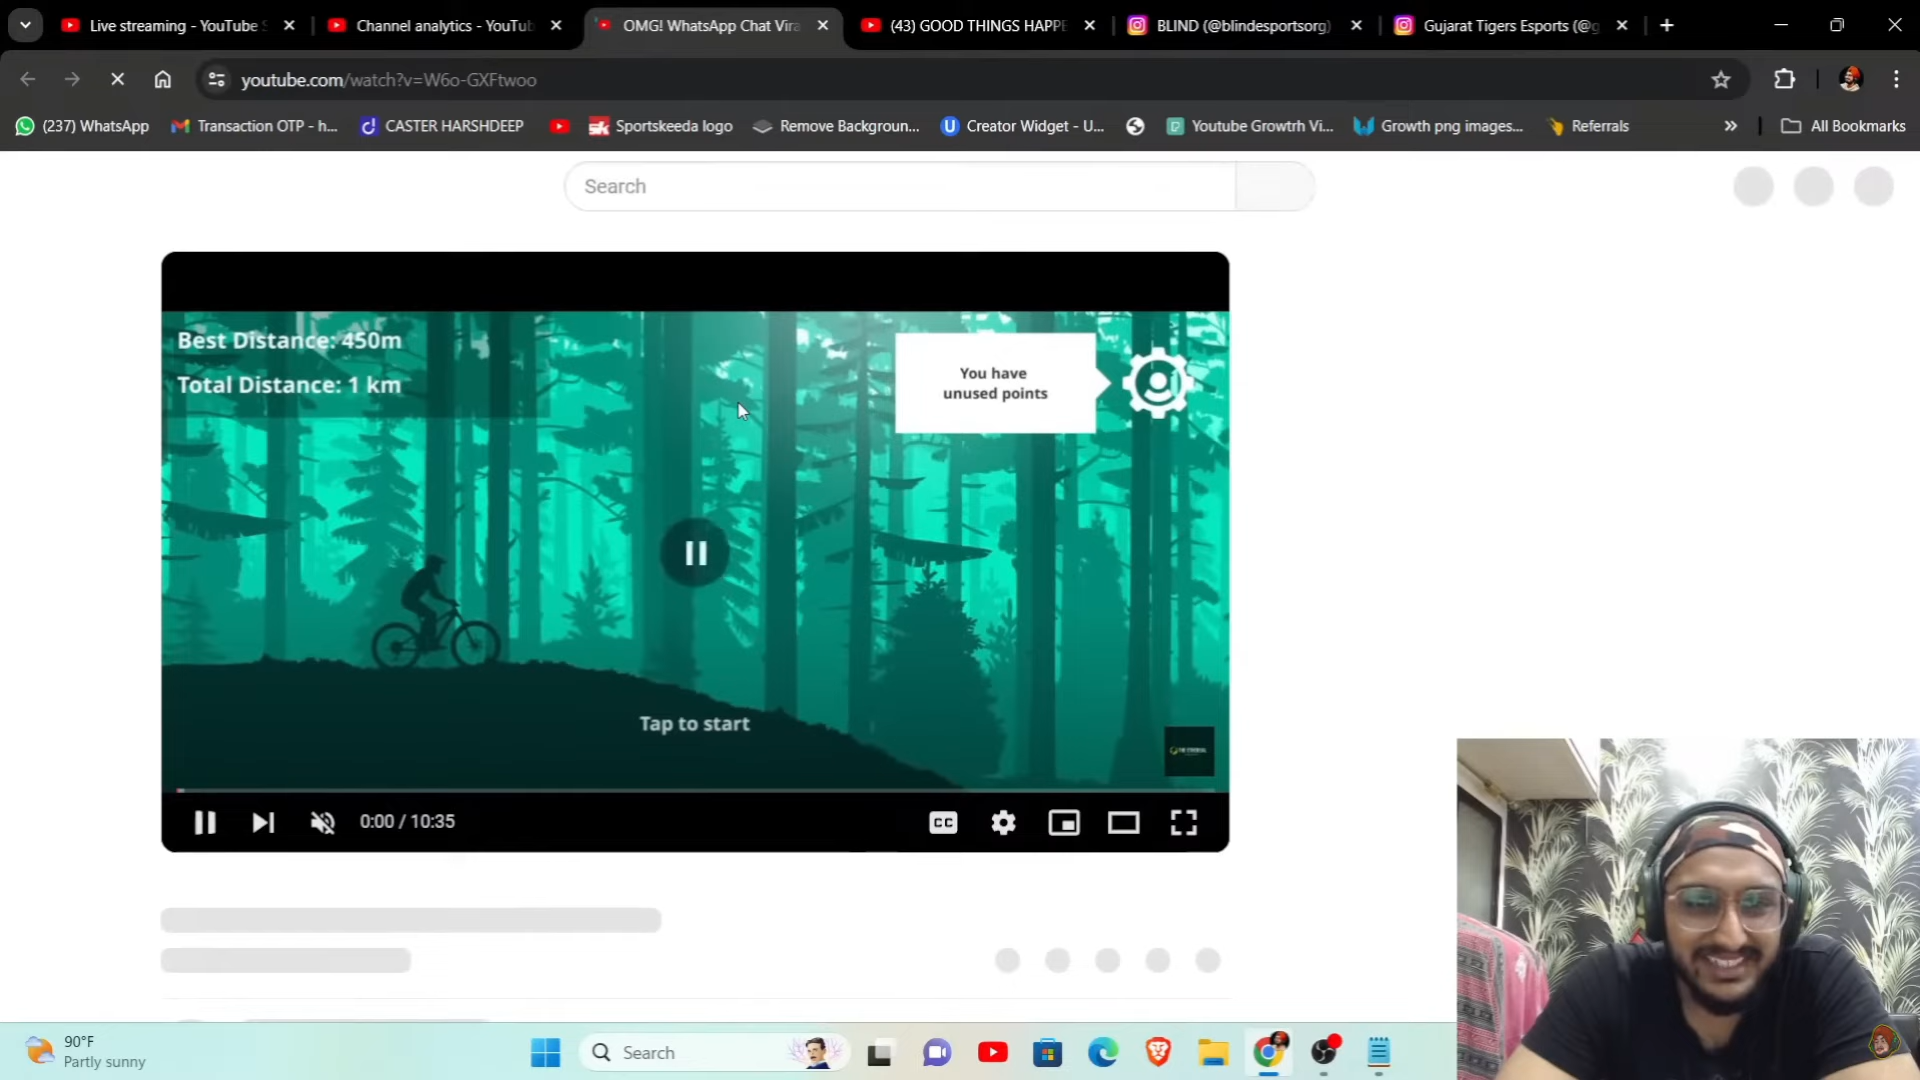 Live streaming - YouTube S
Channel analytics - YouTub
OMG! WhatsApp Chat Vira
(43) GOOD THINGS HAPPE
BLIND (@blindesportsorg)
Gujarat Tigers Esports (@g
youtube.com/watch?v=W6o-GXFtwoo
(237) WhatsApp
Transaction OTP - h...
CASTER HARSHDEEP
Sportskeeda logo
Remove Backgroun...
Creator Widget - U...
Youtube Growtrh Vi...
Growth png images...
Referrals
All Bookmarks
Search
Best Distance: 450m
Total Distance: 1 km
You have
unused points
Tap to start
0:00 / 10:35
CC
90°F
Partly sunny
Search